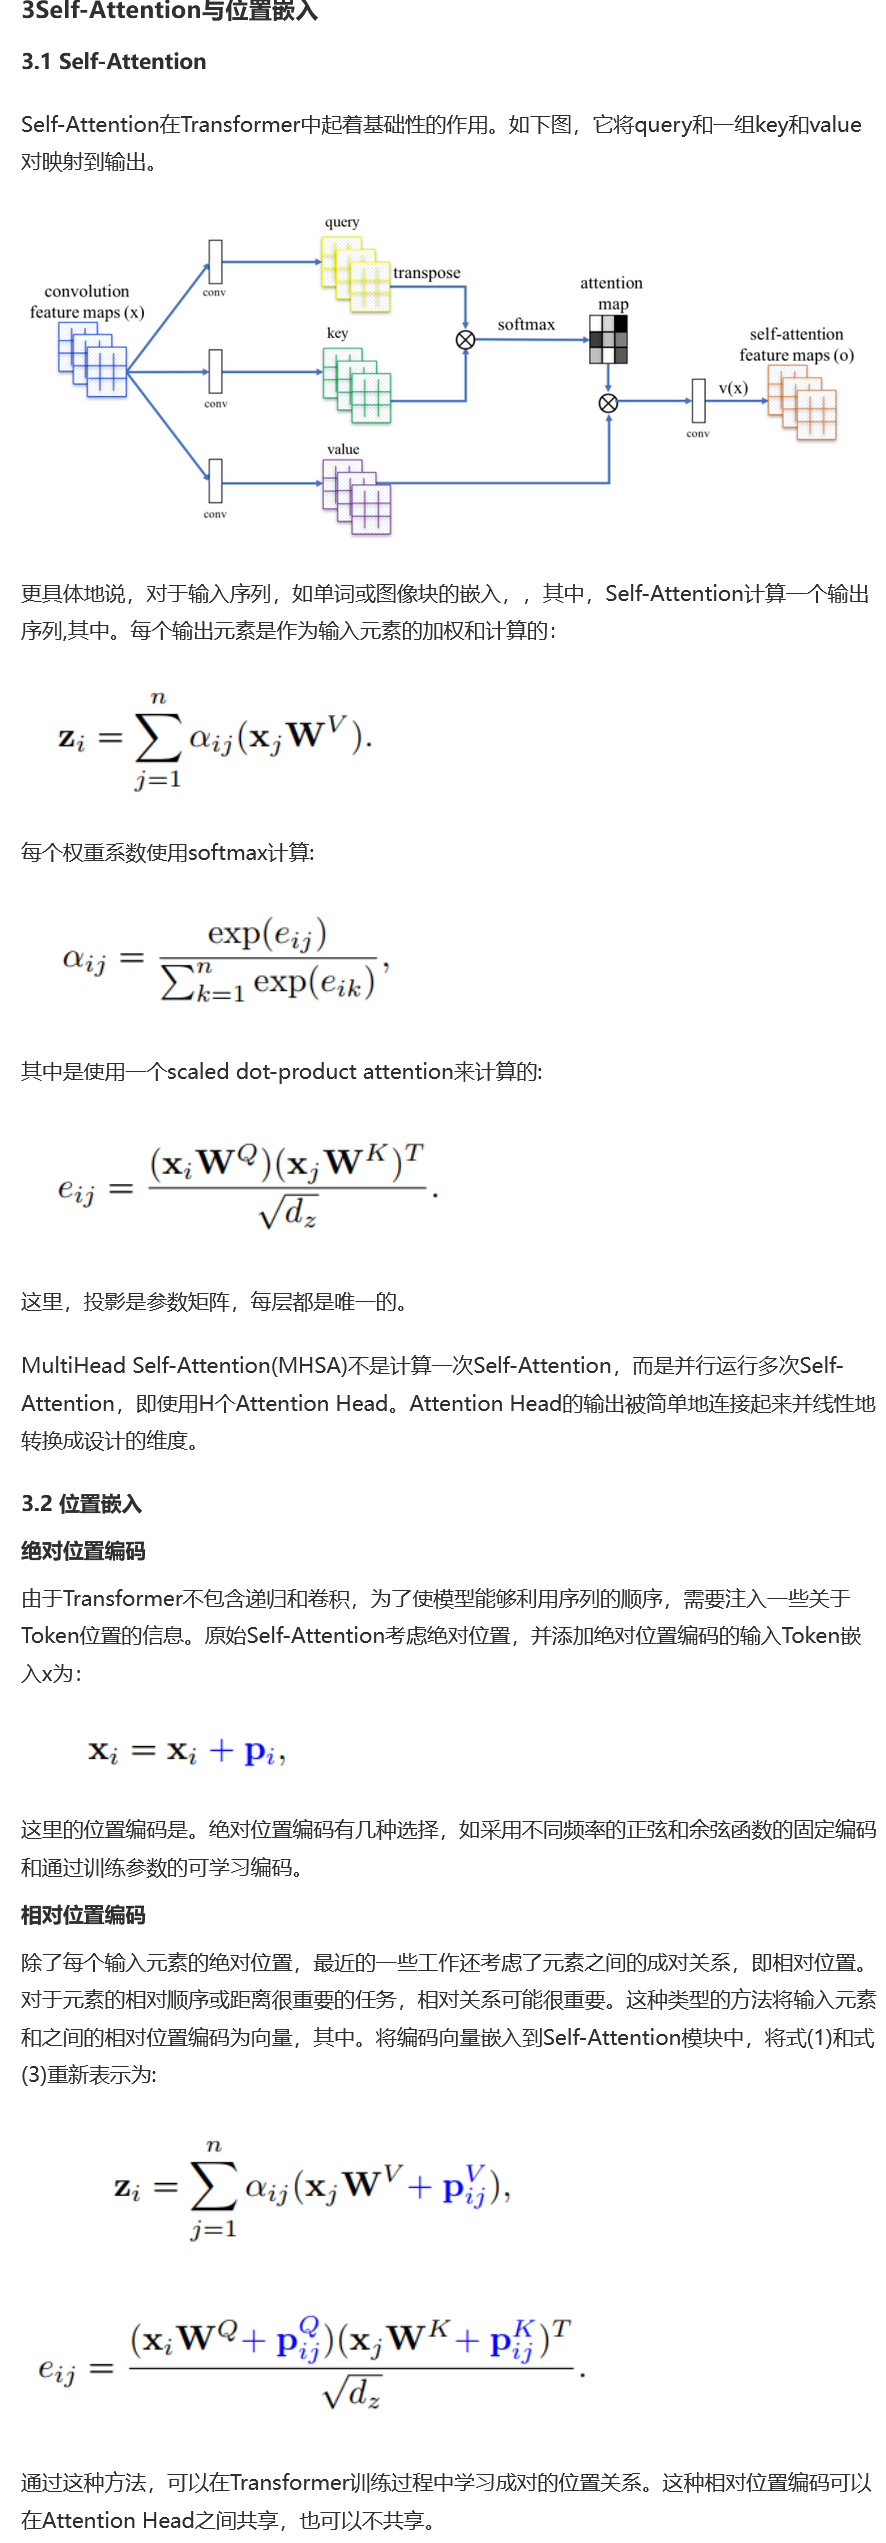 3Self-Attention与位置嵌入
3.1 Self-Attention
Self-Attention在Transformer中起着基础性的作用。如下图，它将query和一组key和value
对映射到输出。
query
transpose
conv
convolution
feature maps (x)
attention
map
softmax
key
self-attention
feature maps (o)
conv
v(x)
conv
value
conv
更具体地说，对于输入序列，如单词或图像块的嵌入，，其中，Self-Attention计算一个输出
序列,其中。每个输出元素是作为输入元素的加权和计算的：
$\mathbf{z}_i = \sum_{j=1}^{n} \alpha_{ij}(\mathbf{x}_j \mathbf{W}^V).$
每个权重系数使用softmax计算:
$\alpha_{ij} = \frac{\exp(e_{ij})}{\sum_{k=1}^{n} \exp(e_{ik})},$
其中是使用一个scaled dot-product attention来计算的:
$e_{ij} = \frac{(\mathbf{x}_i \mathbf{W}^Q)(\mathbf{x}_j \mathbf{W}^K)^T}{\sqrt{d_z}}.$
这里，投影是参数矩阵，每层都是唯一的。
MultiHead Self-Attention(MHSA)不是计算一次Self-Attention，而是并行运行多次Self-
Attention，即使用H个Attention Head。Attention Head的输出被简单地连接起来并线性地
转换成设计的维度。
3.2 位置嵌入
绝对位置编码
由于Transformer不包含递归和卷积，为了使模型能够利用序列的顺序，需要注入一些关于
Token位置的信息。原始Self-Attention考虑绝对位置，并添加绝对位置编码的输入Token嵌
入x为：
$\mathbf{x}_i = \mathbf{x}_i + \mathbf{p}_i,$
这里的位置编码是。绝对位置编码有几种选择，如采用不同频率的正弦和余弦函数的固定编码
和通过训练参数的可学习编码。
相对位置编码
除了每个输入元素的绝对位置，最近的一些工作还考虑了元素之间的成对关系，即相对位置。
对于元素的相对顺序或距离很重要的任务，相对关系可能很重要。这种类型的方法将输入元素
和之间的相对位置编码为向量，其中。将编码向量嵌入到Self-Attention模块中，将式(1)和式
(3)重新表示为:
$\mathbf{z}_i = \sum_{j=1}^{n} \alpha_{ij}(\mathbf{x}_j \mathbf{W}^V + \mathbf{p}_{ij}^V),$
$e_{ij} = \frac{(\mathbf{x}_i \mathbf{W}^Q + \mathbf{p}_{ij}^Q)(\mathbf{x}_j \mathbf{W}^K + \mathbf{p}_{ij}^K)^T}{\sqrt{d_z}}.$
通过这种方法，可以在Transformer训练过程中学习成对的位置关系。这种相对位置编码可以
在Attention Head之间共享，也可以不共享。